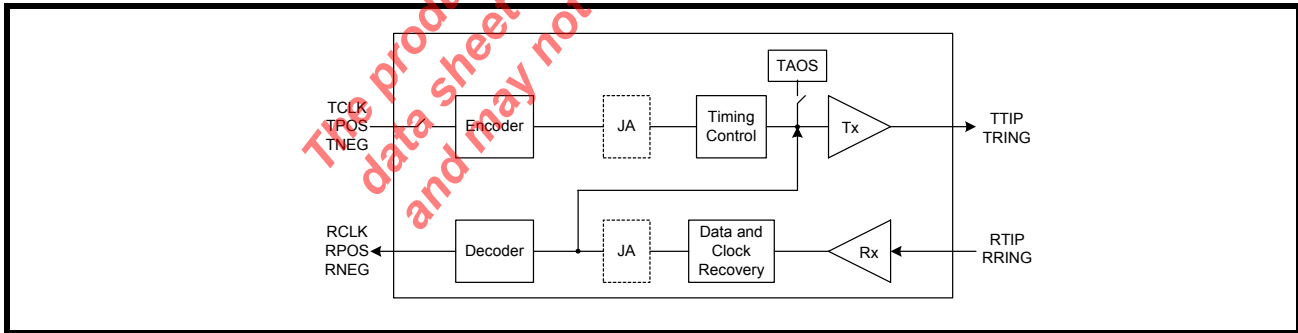 The produ
data sheet
and may not
TAOS
TCLK
TPOS
TNEG
Encoder
JA
Timing
Control
Tx
TTIP
TRING
RCLK
RPOS
RNEG
Decoder
JA
Data and
Clock
Recovery
Rx
RTIP
RRING